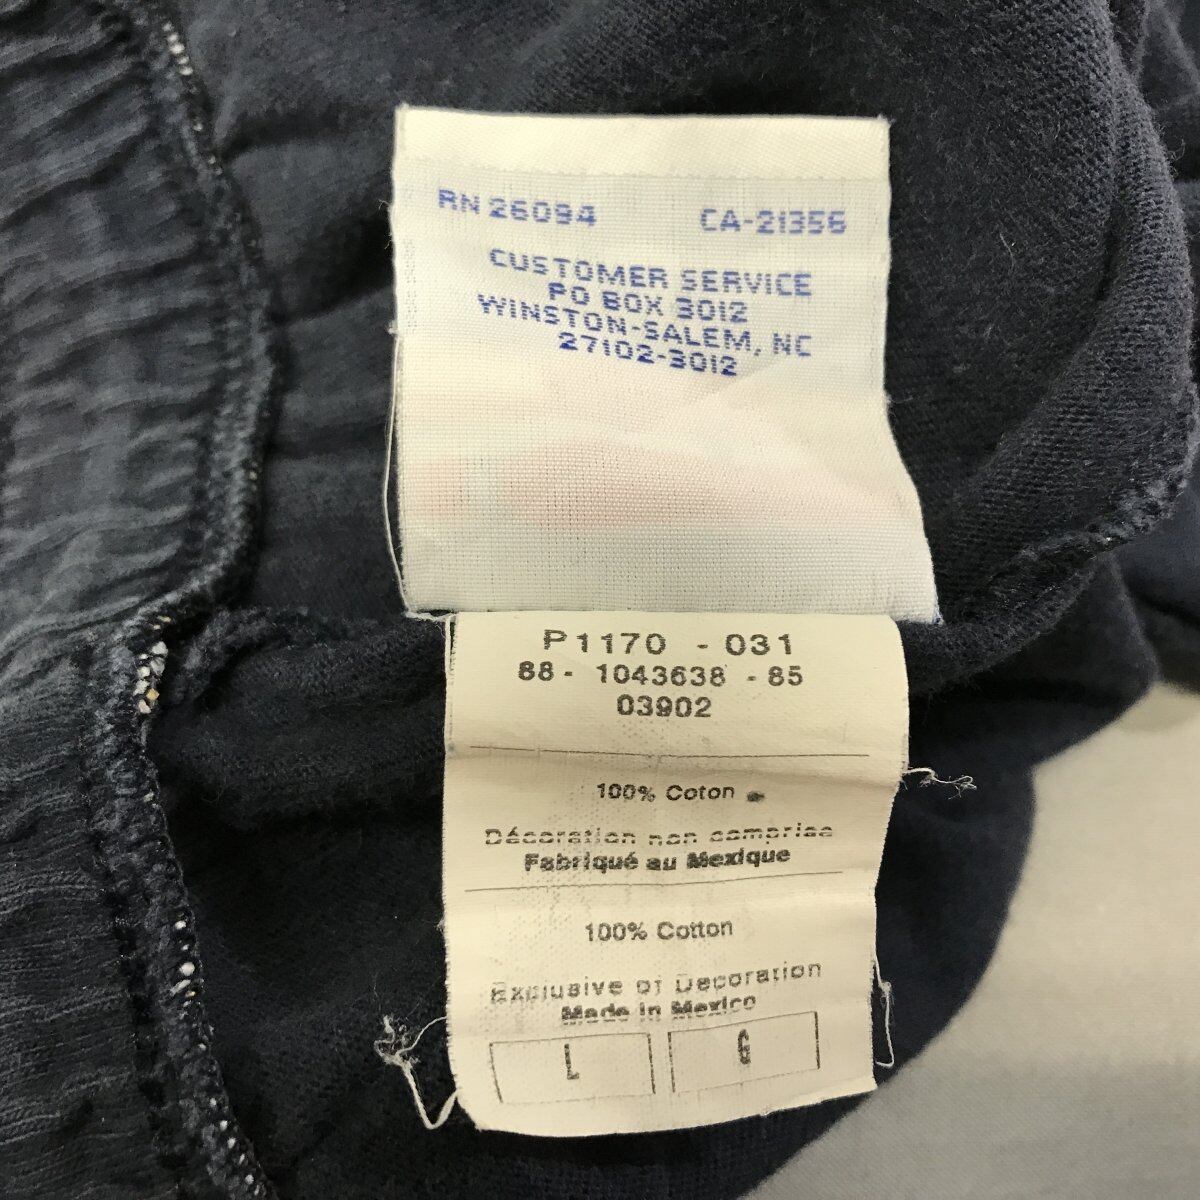 RN 26094 CA-21356
CUSTOMER SERVICE
PO BOX 3012
WINSTON-SALEM, NC
27102-3012
P1170 - 031
88 - 1043638 - 85
03902
100% Coton
Décoration non comprise
Fabriqué au Mexique
100% Cotton
Exclusive of Decoration
Made in Mexico
L G